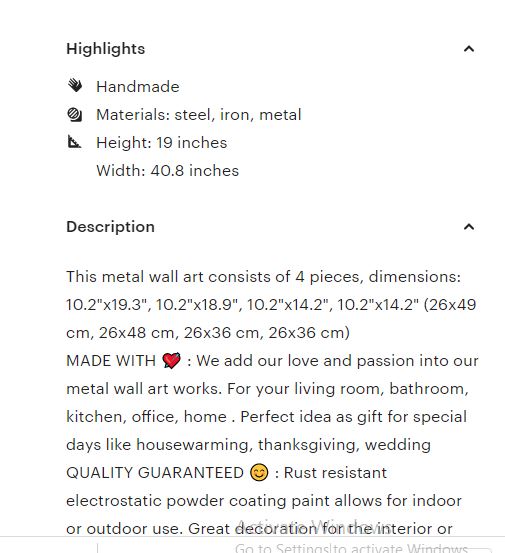 Highlights
Handmade
Materials: steel, iron, metal
Height: 19 inches
Width: 40.8 inches
Description
This metal wall art consists of 4 pieces, dimensions:
10.2"x19.3", 10.2"x18.9", 10.2"x14.2", 10.2"x14.2" (26x49
cm, 26x48 cm, 26x36 cm, 26x36 cm)
MADE WITH 💘 : We add our love and passion into our
metal wall art works. For your living room, bathroom,
kitchen, office, home . Perfect idea as gift for special
days like housewarming, thanksgiving, wedding
QUALITY GUARANTEED 😊 : Rust resistant
electrostatic powder coating paint allows for indoor
or outdoor use. Great decoration for the interior or
Activate Windows
Go to Settings to activate Windows.